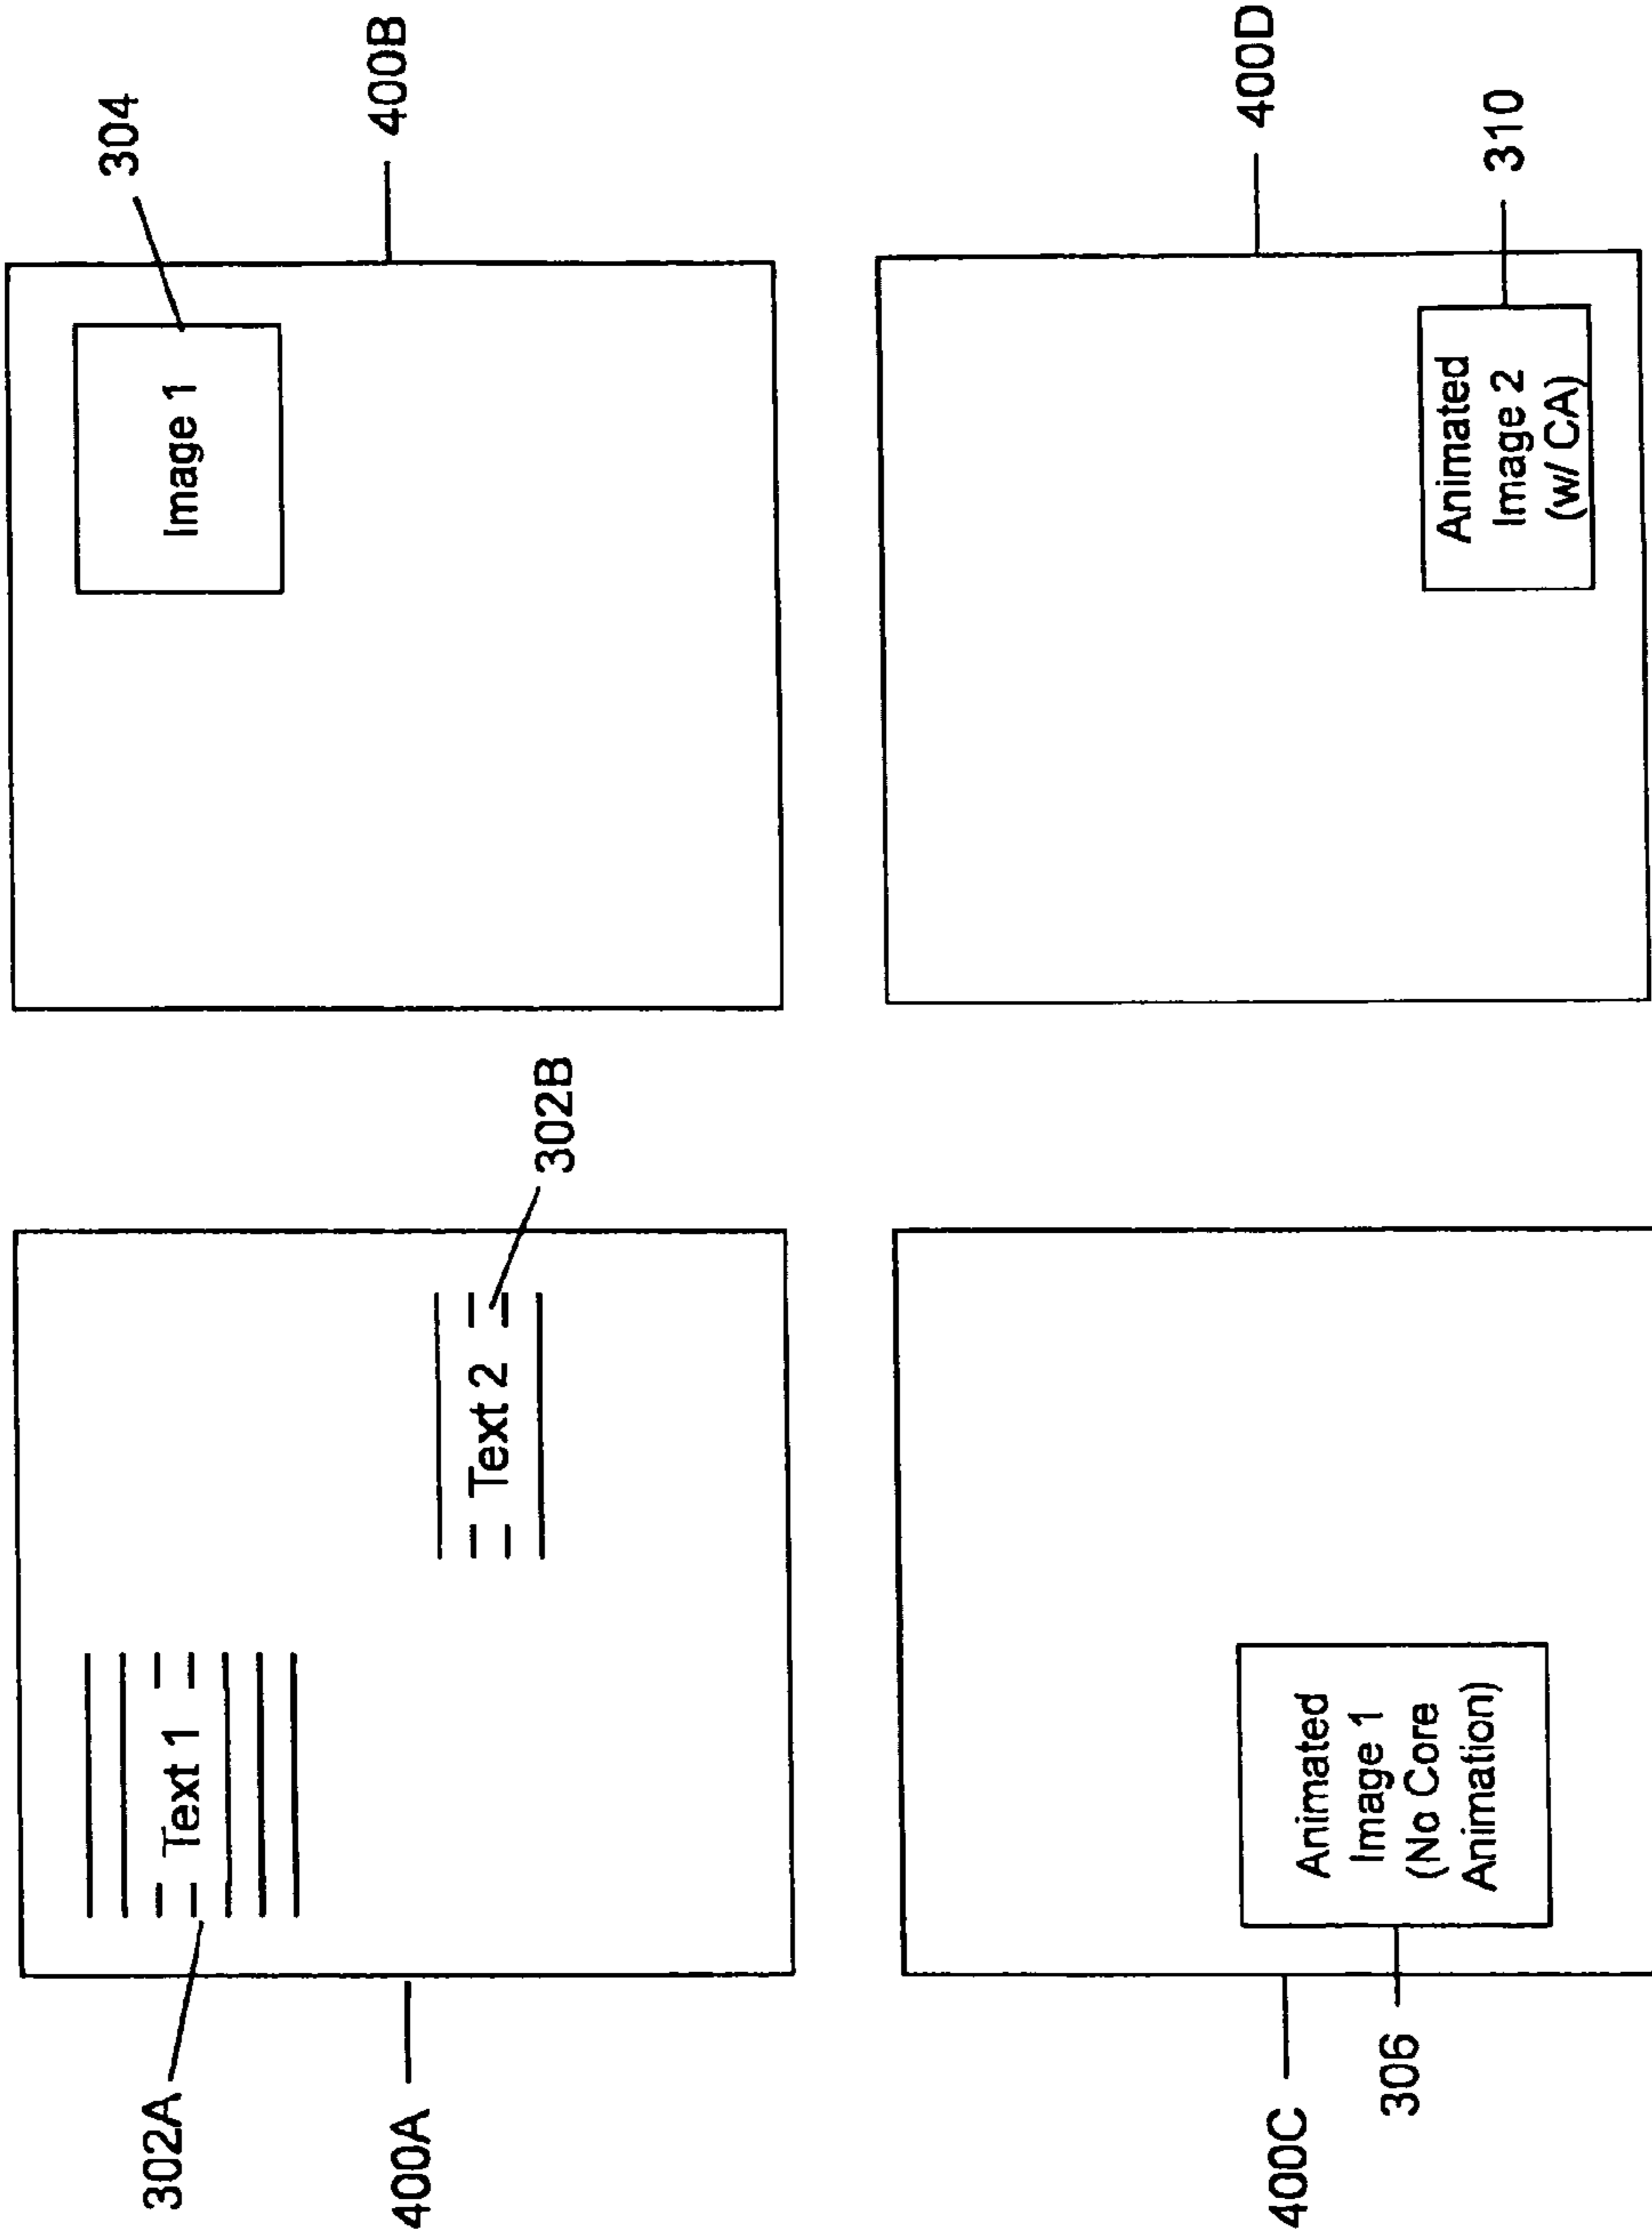 302A
Text 1
400A
Text 2
302B
304
Image 1
400B
400C
306
Animated
Image 1
(No Core
Animation)
400D
Animated
Image 2
(w/ CA)
310